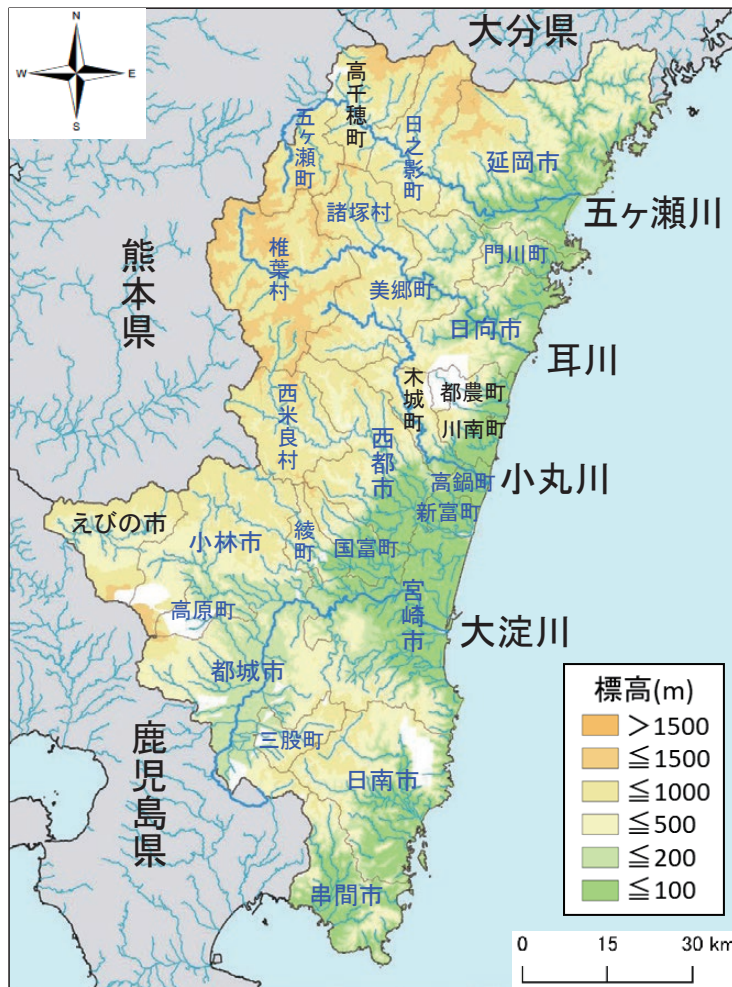 大分県
N
W
E
S
高千穂町
五ヶ瀬町
日之影町
延岡市
五ヶ瀬川
諸塚村
門川町
熊本県
椎葉村
美郷町
日向市
耳川
木城町
都農町
西米良村
川南町
西都市
高鍋町
小丸川
新富町
えびの市
小林市
綾町
国富町
宮崎市
高原町
大淀川
都城市
標高(m)
>1500
≦1500
≦1000
≦500
≦200
≦100
鹿児島県
三股町
日南市
串間市
0 15 30 km